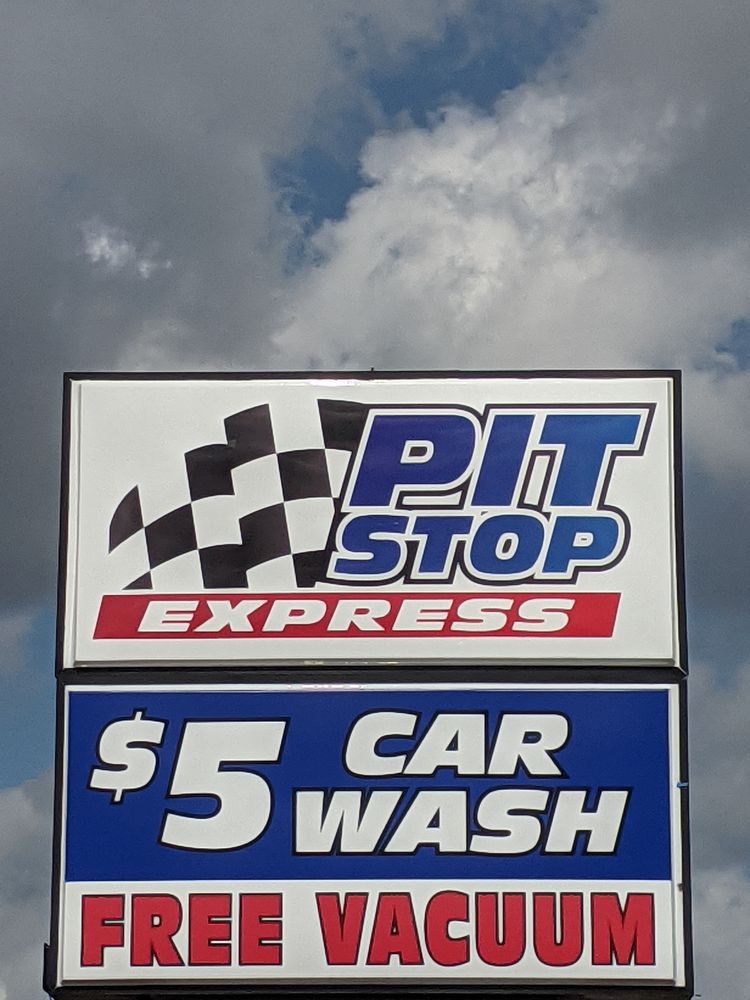 PIT
STOP
EXPRESS
$5 CAR
WASH
FREE VACUUM